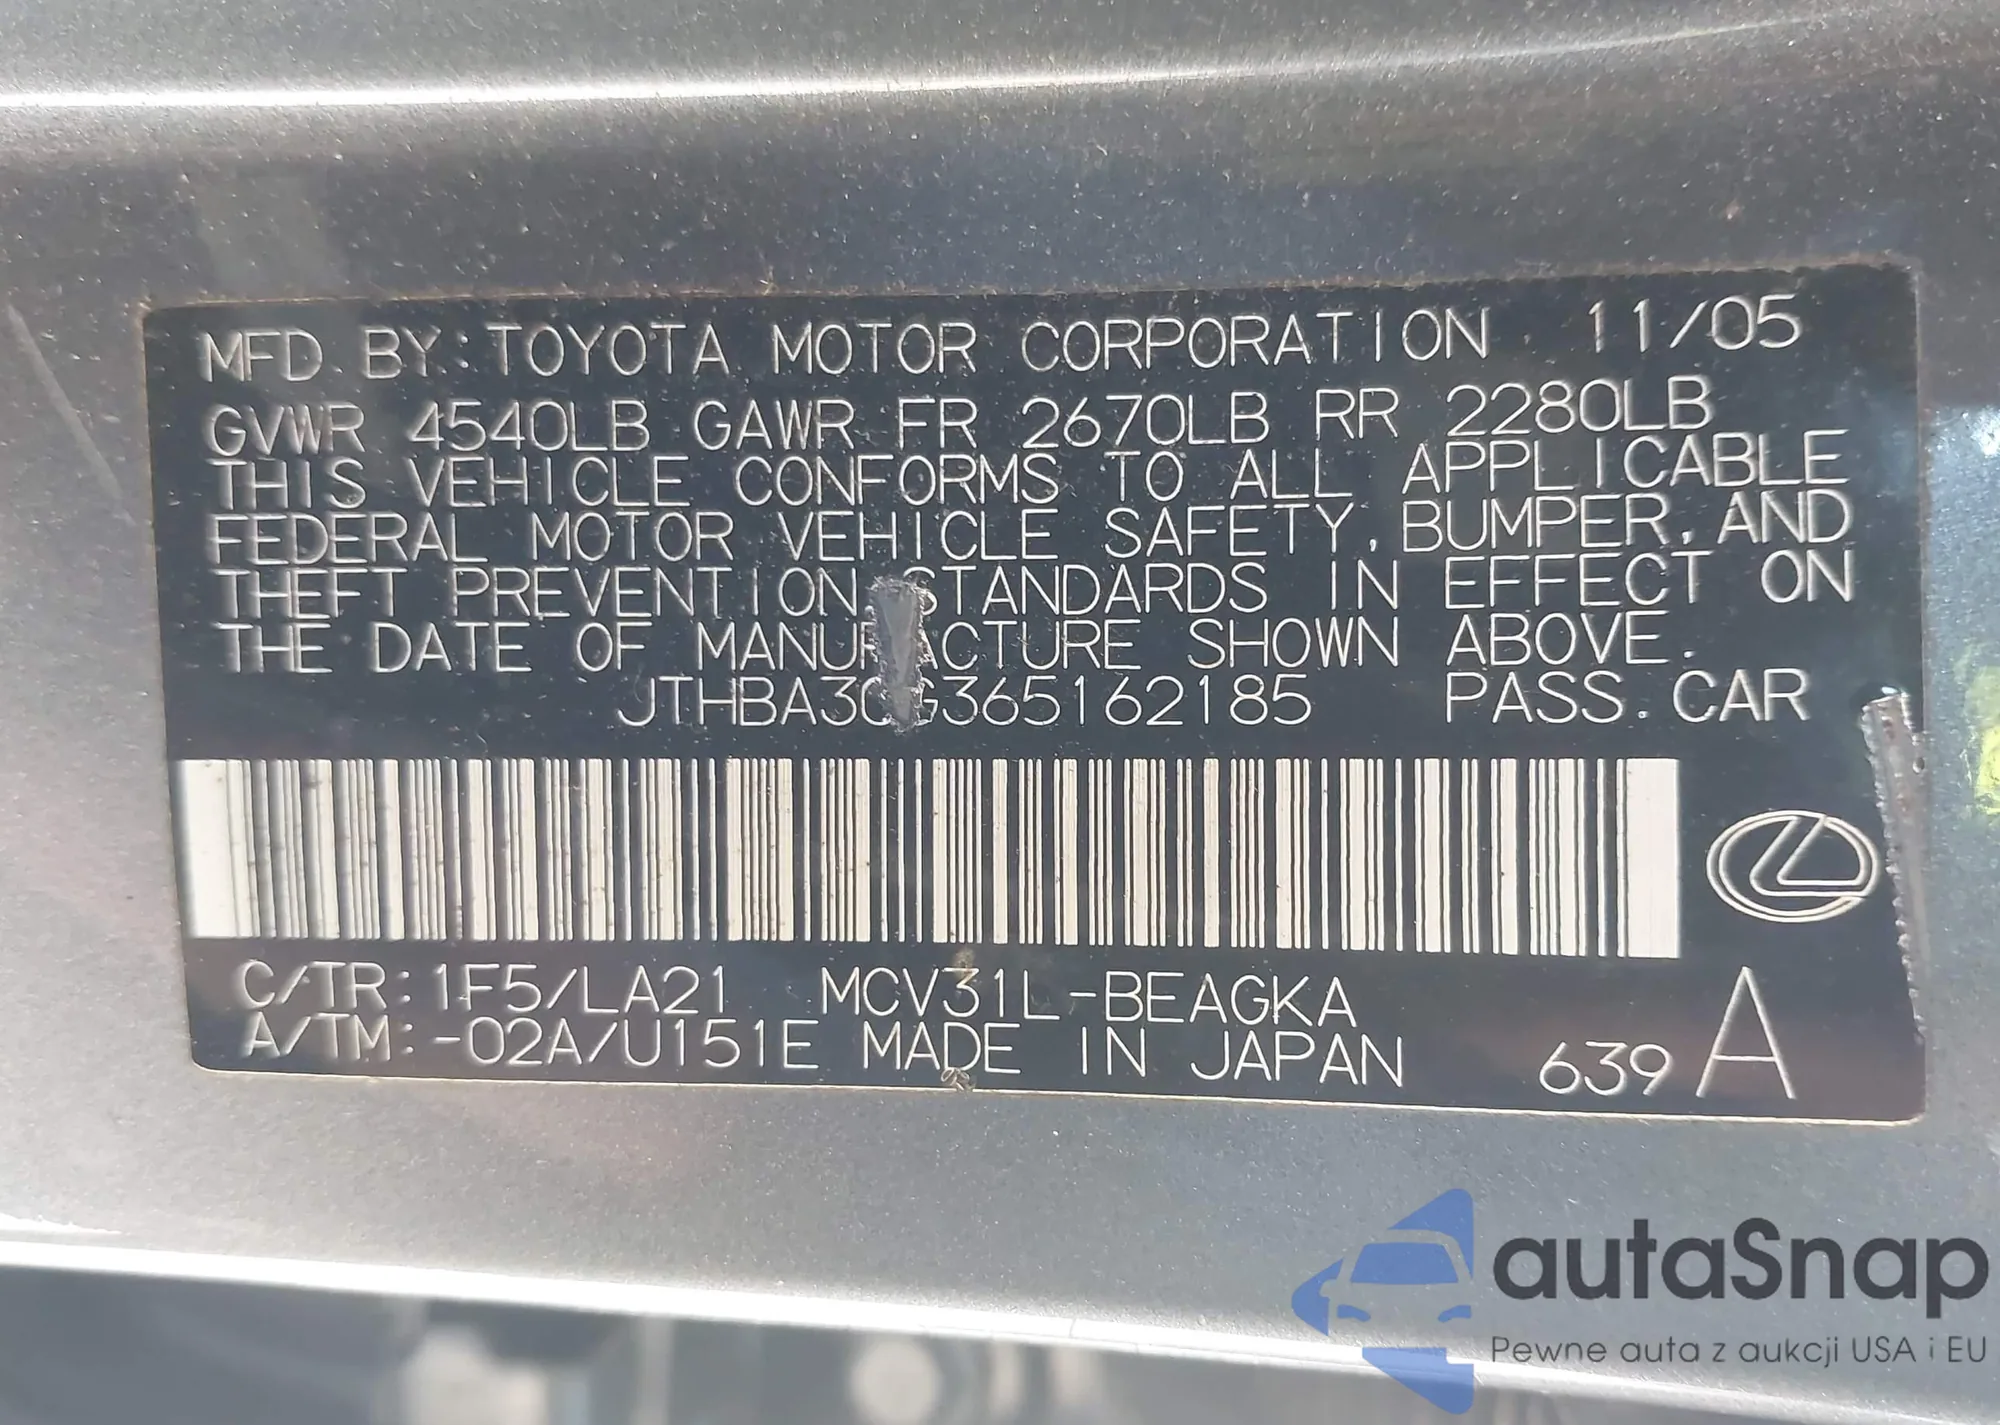 MFD. BY: TOYOTA MOTOR CORPORATION 11/05
GVWR 4540LB GAWR FR 2670LB RR 2280LB
THIS VEHICLE CONFORMS TO ALL APPLICABLE
FEDERAL MOTOR VEHICLE SAFETY, BUMPER, AND
THEFT PREVENTION STANDARDS IN EFFECT ON
THE DATE OF MANUFACTURE SHOWN ABOVE.
JTHBA30G365162185 PASS. CAR
C/TR: 1F5/LA21 MCV31L-BEAGKA
A/TM: -02A/U151E MADE IN JAPAN 639 A
autaSnap
Pewne auta z aukcji USA i EU